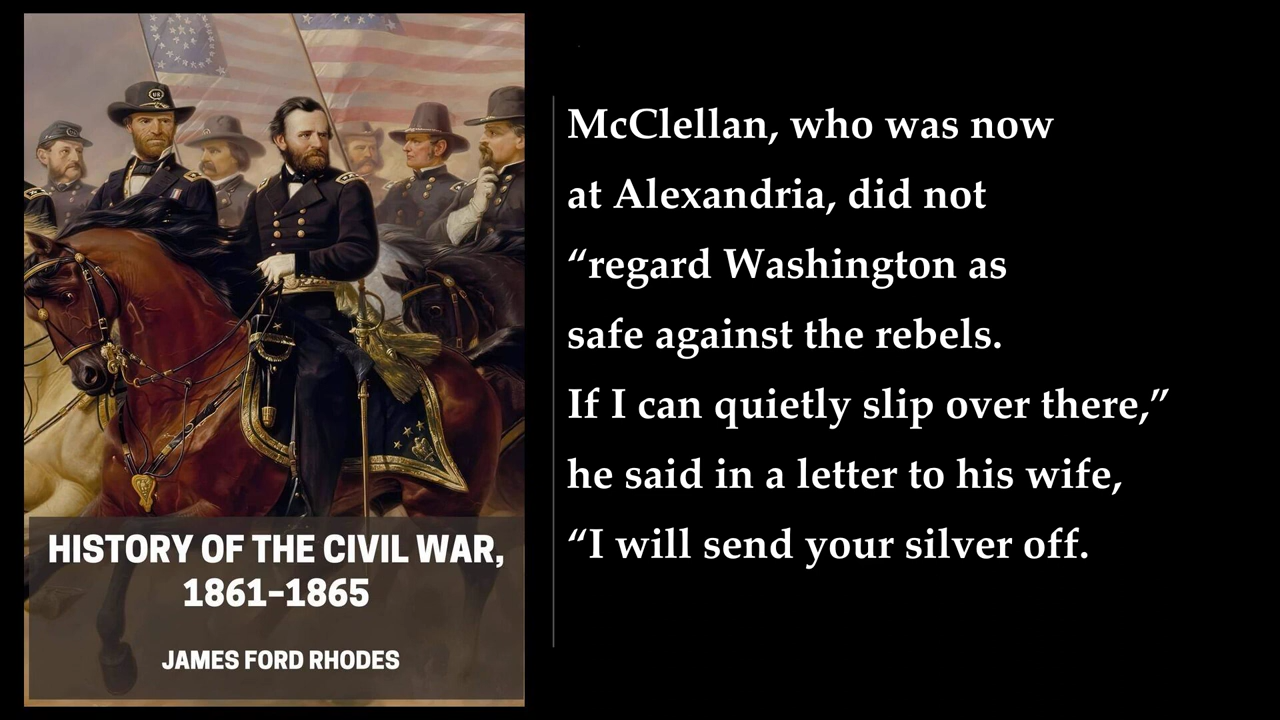 HISTORY OF THE CIVIL WAR,
1861–1865
JAMES FORD RHODES
McClellan, who was now
at Alexandria, did not
“regard Washington as
safe against the rebels.
If I can quietly slip over there,”
he said in a letter to his wife,
“I will send your silver off.